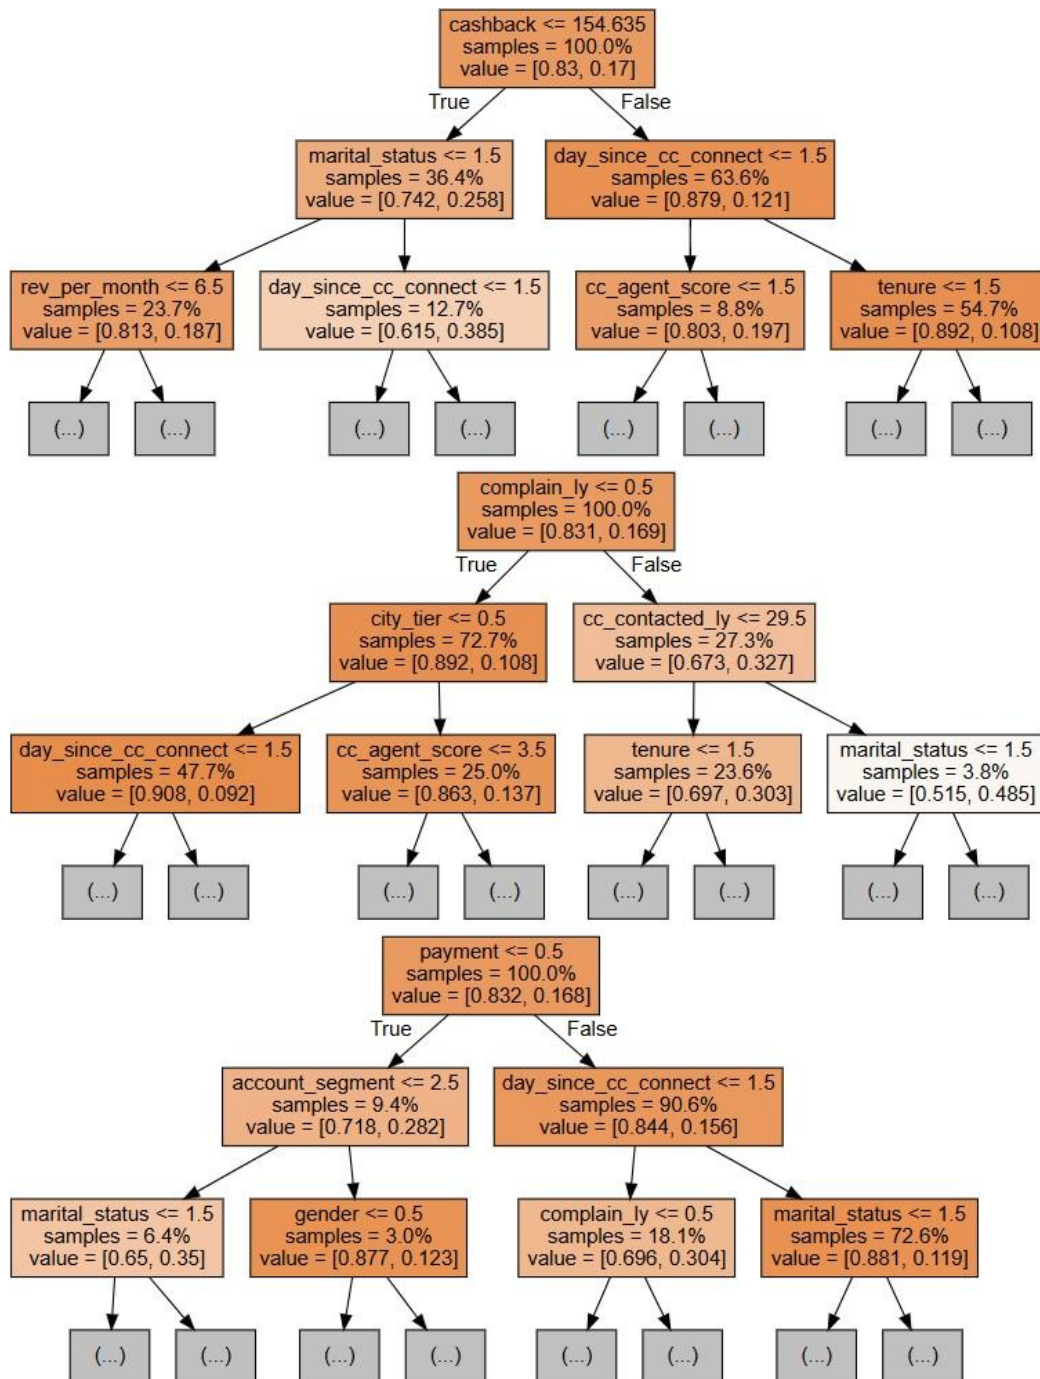 cashback <= 154.635
samples = 100.0%
value = [0.83, 0.17]
True
False
marital_status <= 1.5
samples = 36.4%
value = [0.742, 0.258]
day_since_cc_connect <= 1.5
samples = 63.6%
value = [0.879, 0.121]
rev_per_month <= 6.5
samples = 23.7%
value = [0.813, 0.187]
day_since_cc_connect <= 1.5
samples = 12.7%
value = [0.615, 0.385]
cc_agent_score <= 1.5
samples = 8.8%
value = [0.803, 0.197]
tenure <= 1.5
samples = 54.7%
value = [0.892, 0.108]
(...)
(...)
(...)
(...)
(...)
(...)
(...)
(...)
complain_ly <= 0.5
samples = 100.0%
value = [0.831, 0.169]
True
False
city_tier <= 0.5
samples = 72.7%
value = [0.892, 0.108]
cc_contacted_ly <= 29.5
samples = 27.3%
value = [0.673, 0.327]
day_since_cc_connect <= 1.5
samples = 47.7%
value = [0.908, 0.092]
cc_agent_score <= 3.5
samples = 25.0%
value = [0.863, 0.137]
tenure <= 1.5
samples = 23.6%
value = [0.697, 0.303]
marital_status <= 1.5
samples = 3.8%
value = [0.515, 0.485]
(...)
(...)
(...)
(...)
(...)
(...)
(...)
(...)
payment <= 0.5
samples = 100.0%
value = [0.832, 0.168]
True
False
account_segment <= 2.5
samples = 9.4%
value = [0.718, 0.282]
day_since_cc_connect <= 1.5
samples = 90.6%
value = [0.844, 0.156]
marital_status <= 1.5
samples = 6.4%
value = [0.65, 0.35]
gender <= 0.5
samples = 3.0%
value = [0.877, 0.123]
complain_ly <= 0.5
samples = 18.1%
value = [0.696, 0.304]
marital_status <= 1.5
samples = 72.6%
value = [0.881, 0.119]
(...)
(...)
(...)
(...)
(...)
(...)
(...)
(...)